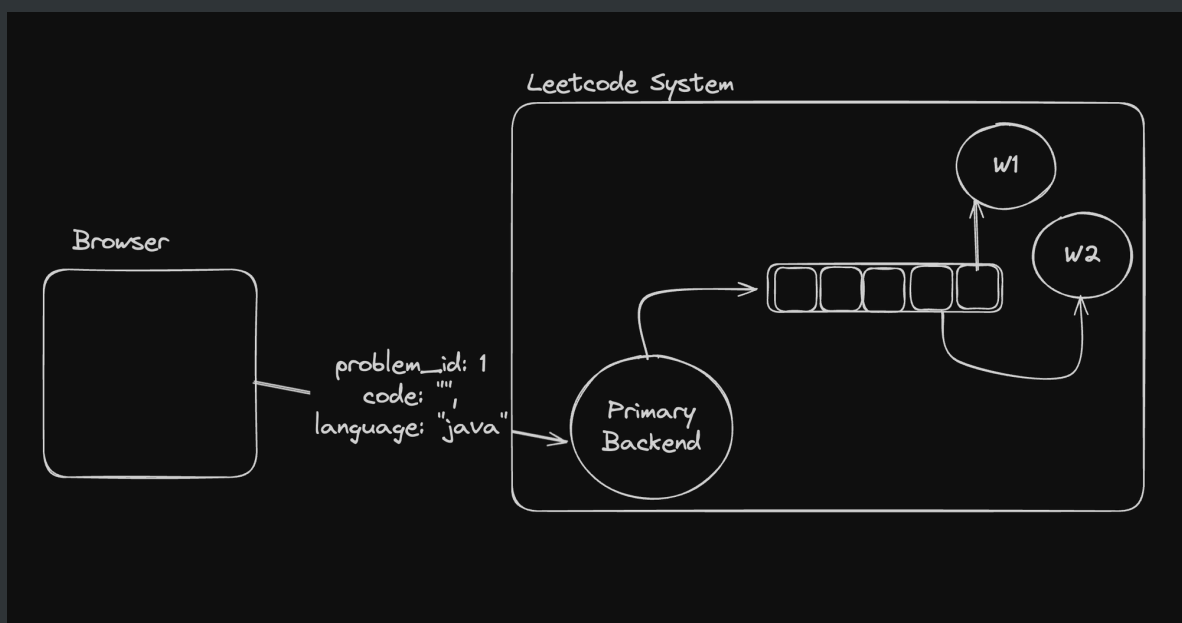 Leetcode System
W1
W2
Browser
problem_id: 1
code: "",
language: "java"
Primary
Backend